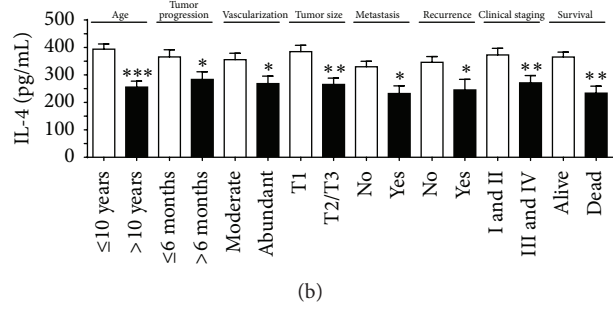 Age
Tumor progression
Vascularization
Tumor size
Metastasis
Recurrence
Clinical staging
Survival
IL-4 (pg/mL)
500
400
300
200
100
0
***
*
*
**
*
*
**
**
≤10 years
>10 years
≤6 months
>6 months
Moderate
Abundant
T1
T2/T3
No
Yes
No
Yes
I and II
III and IV
Alive
Dead
(b)